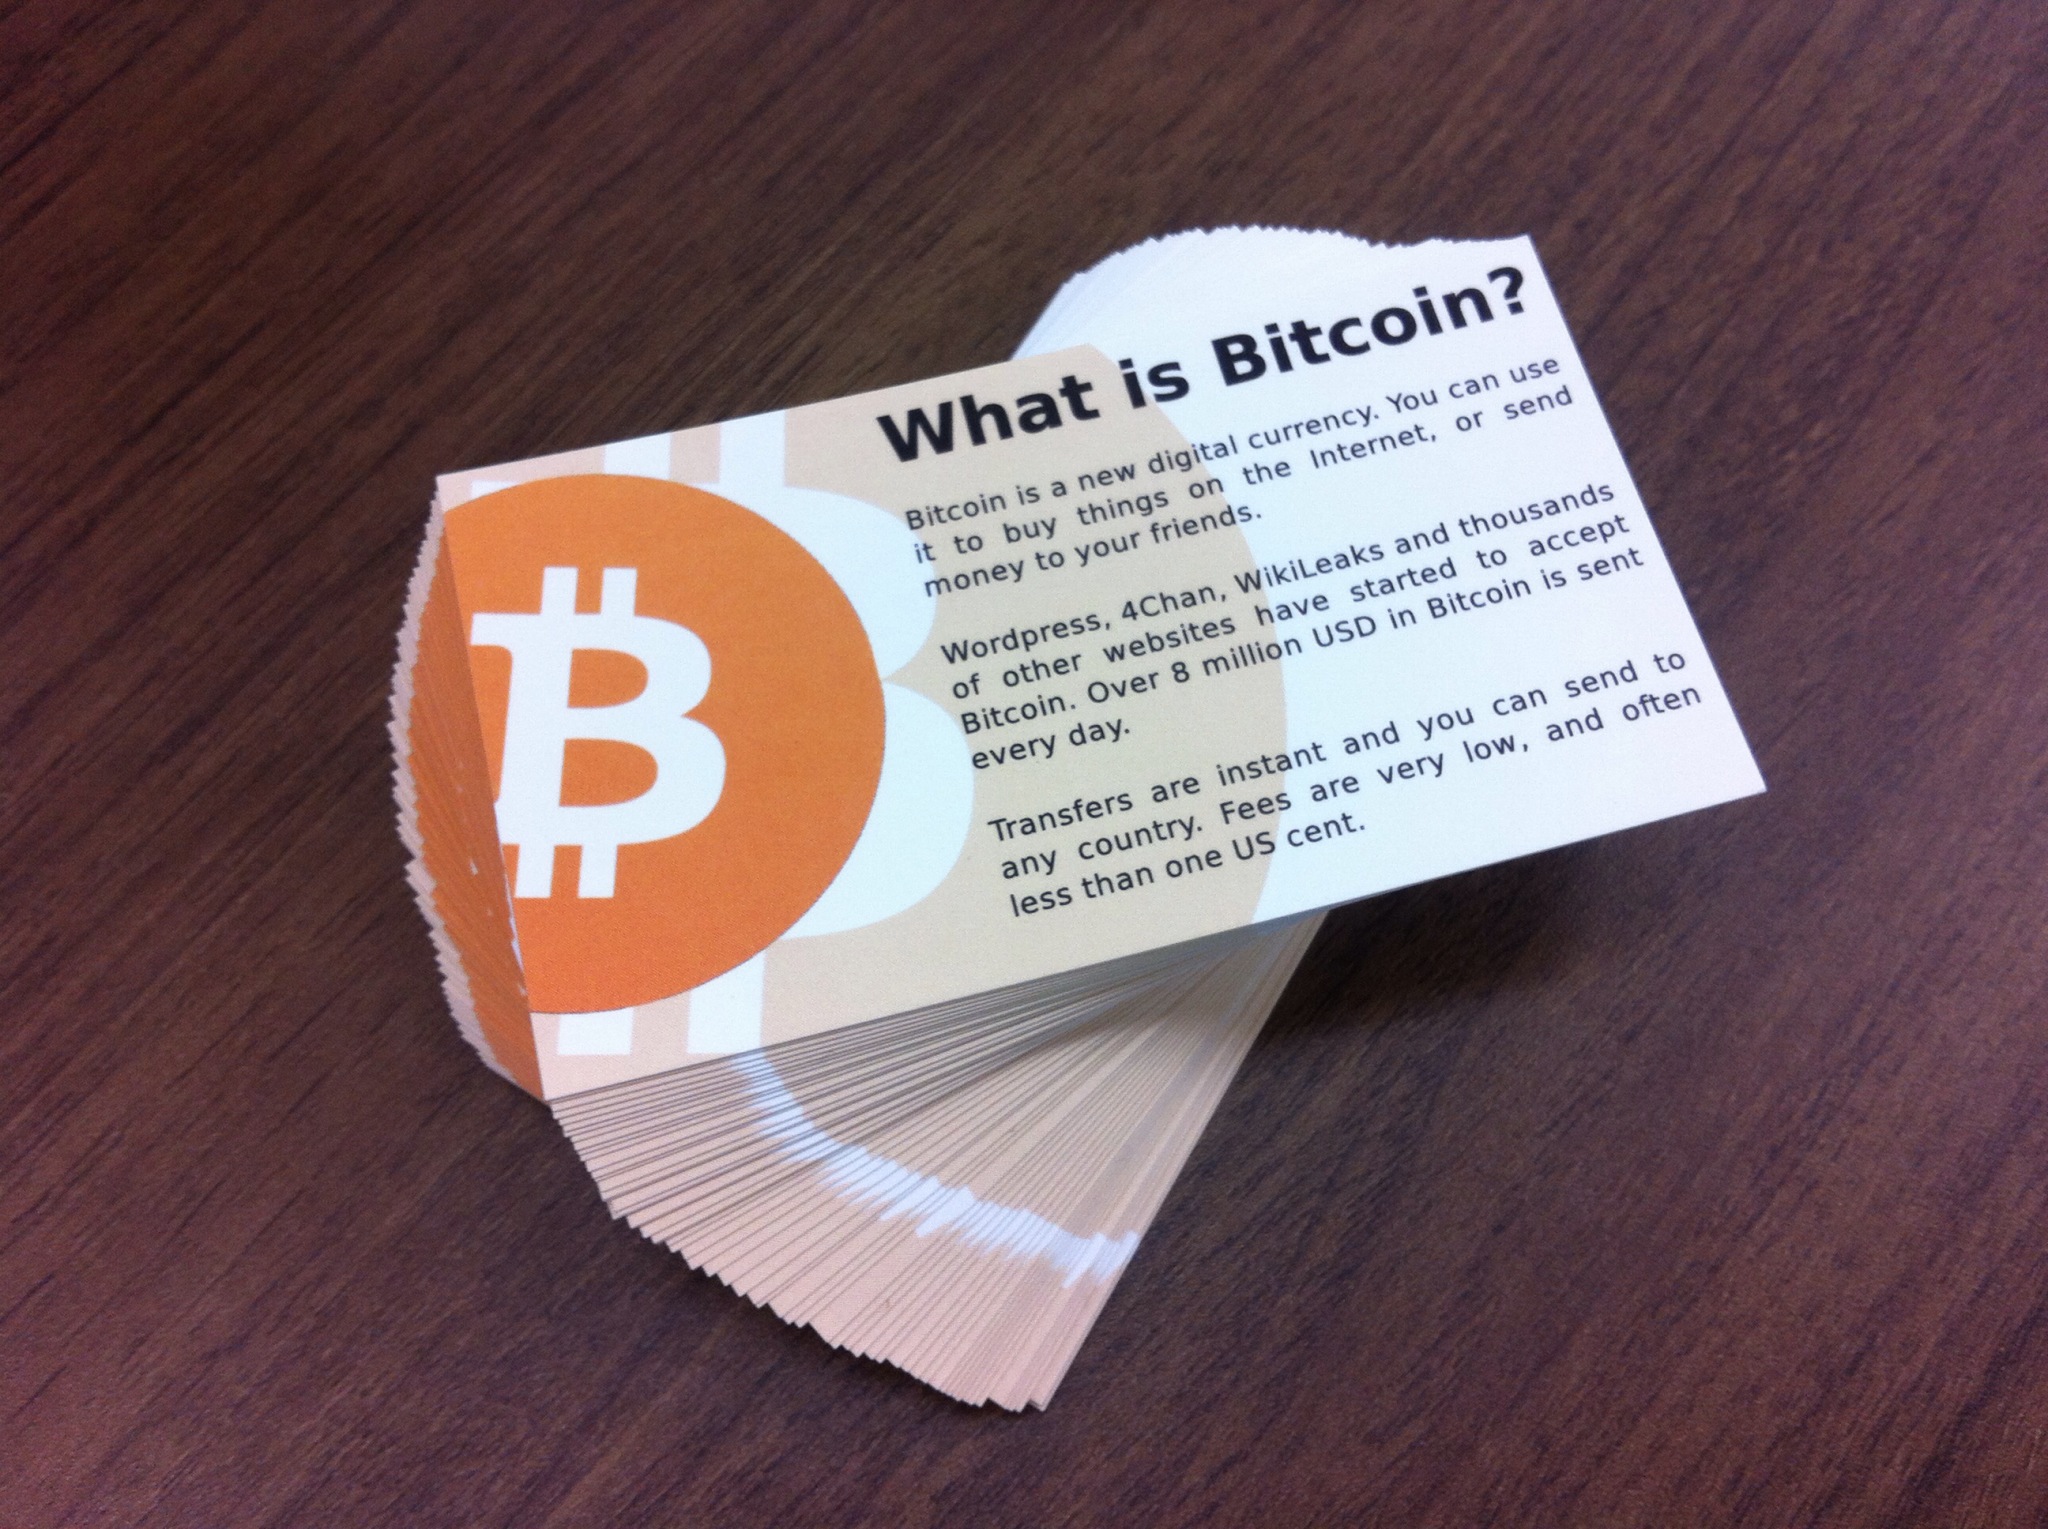 What is Bitcoin?
Bitcoin is a new digital currency. You can use
it to buy things on the Internet, or send
money to your friends.
Wordpress, 4Chan, WikiLeaks and thousands
of other websites have started to accept
Bitcoin. Over 8 million USD in Bitcoin is sent
every day.
Transfers are instant and you can send to
any country. Fees are very low, and often
less than one US cent.